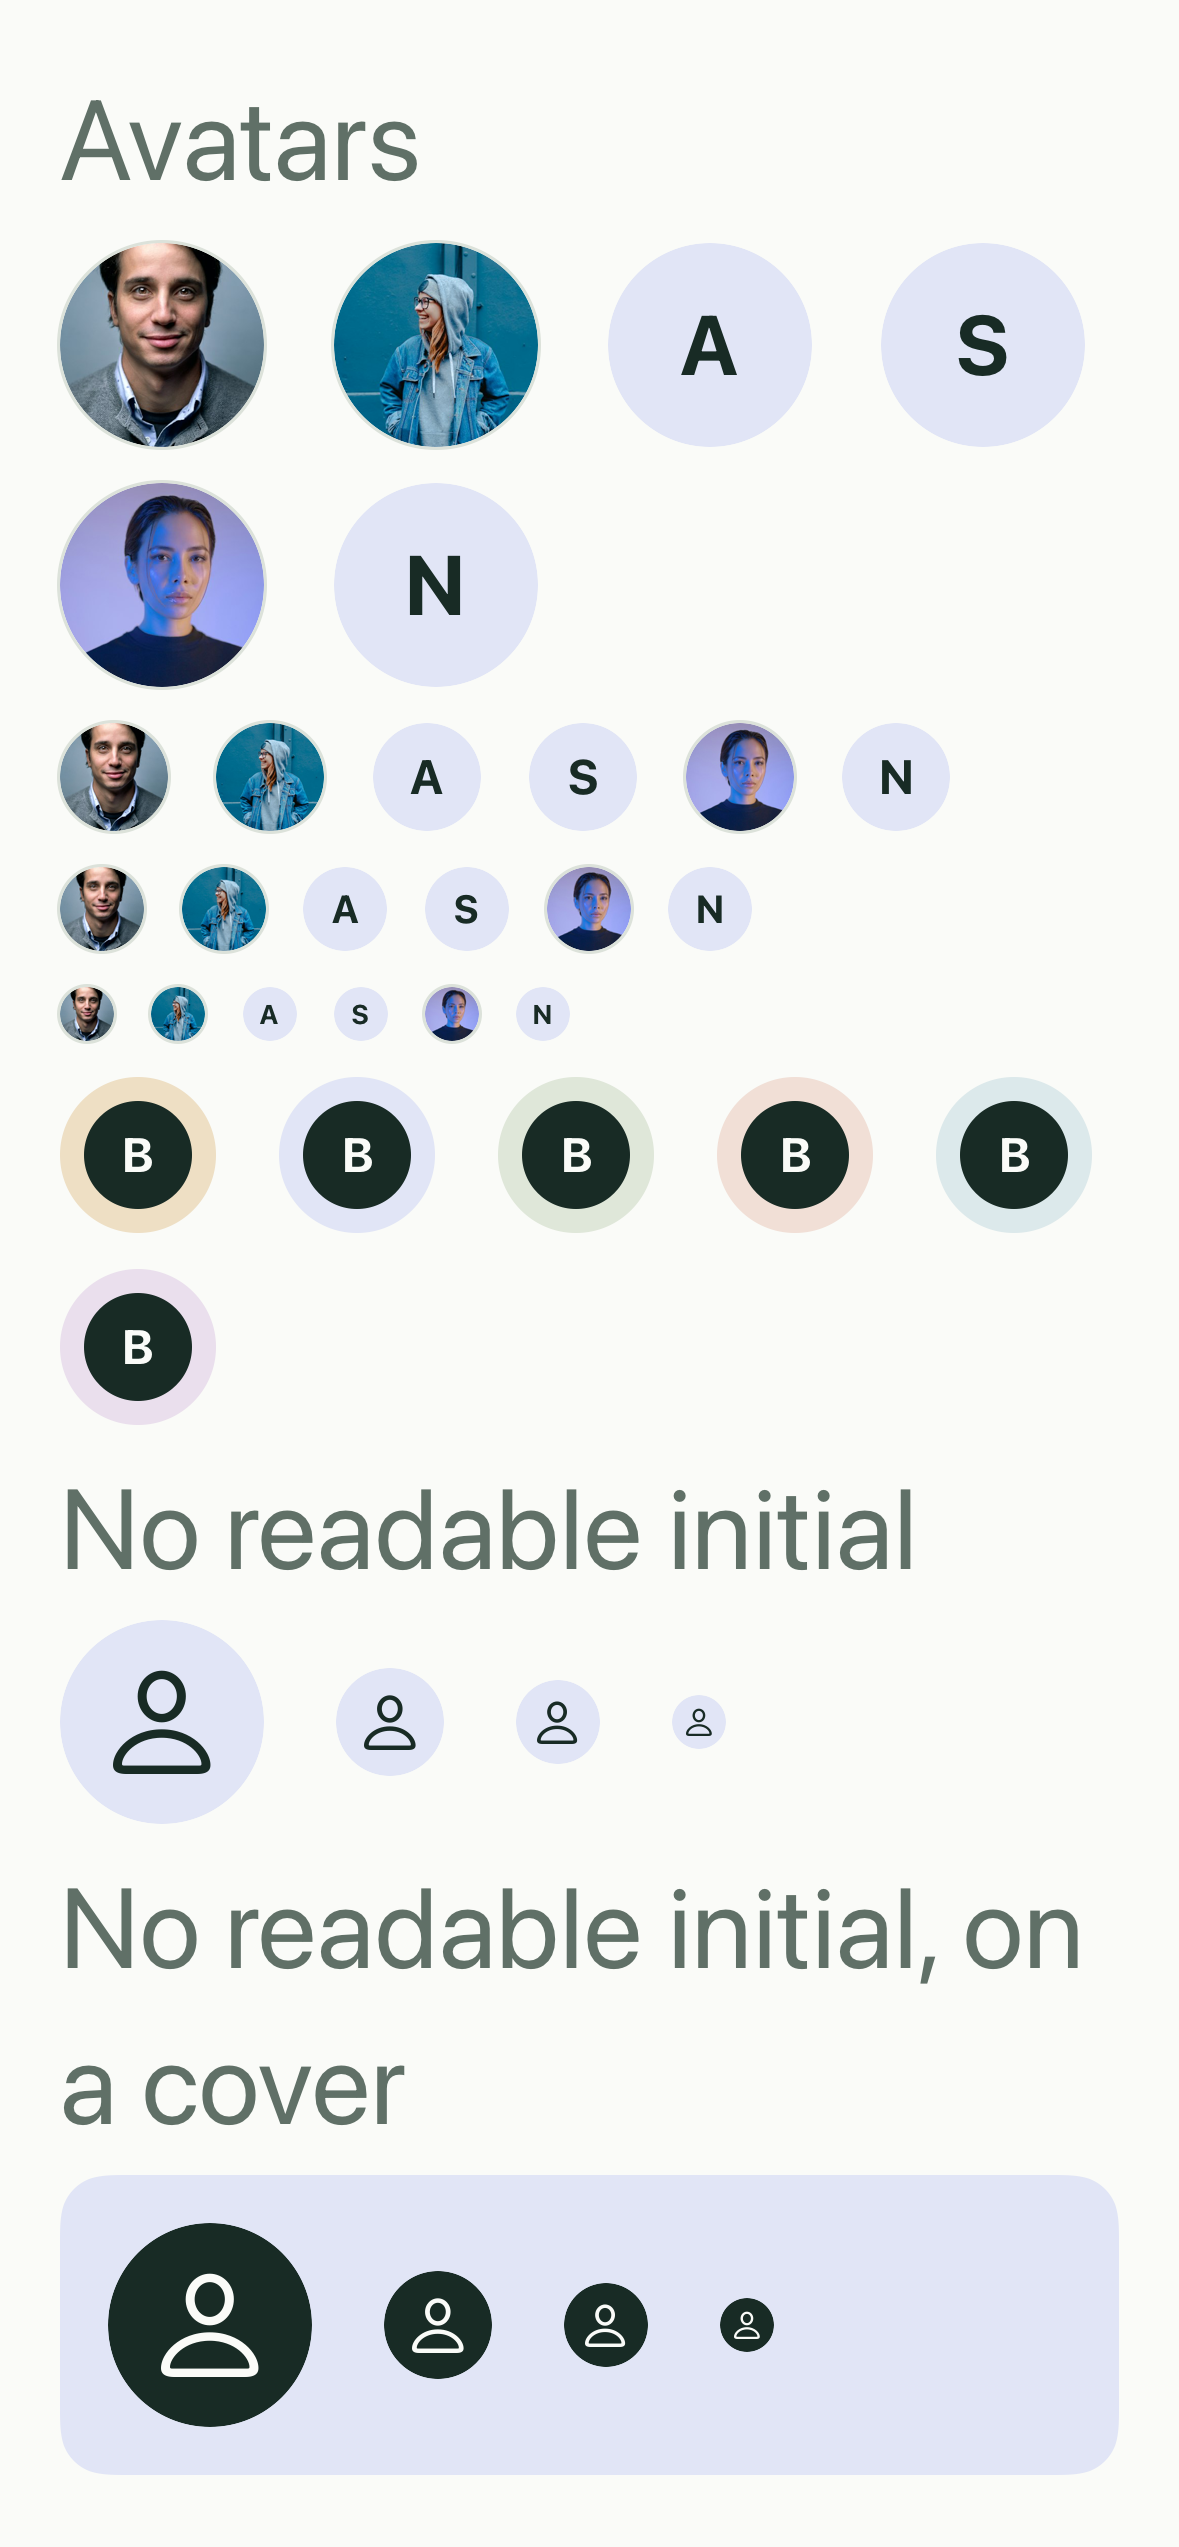 Avatars
A S
N
A S N
A S N
A S N
B B B B B
B
No readable initial
No readable initial, on
a cover